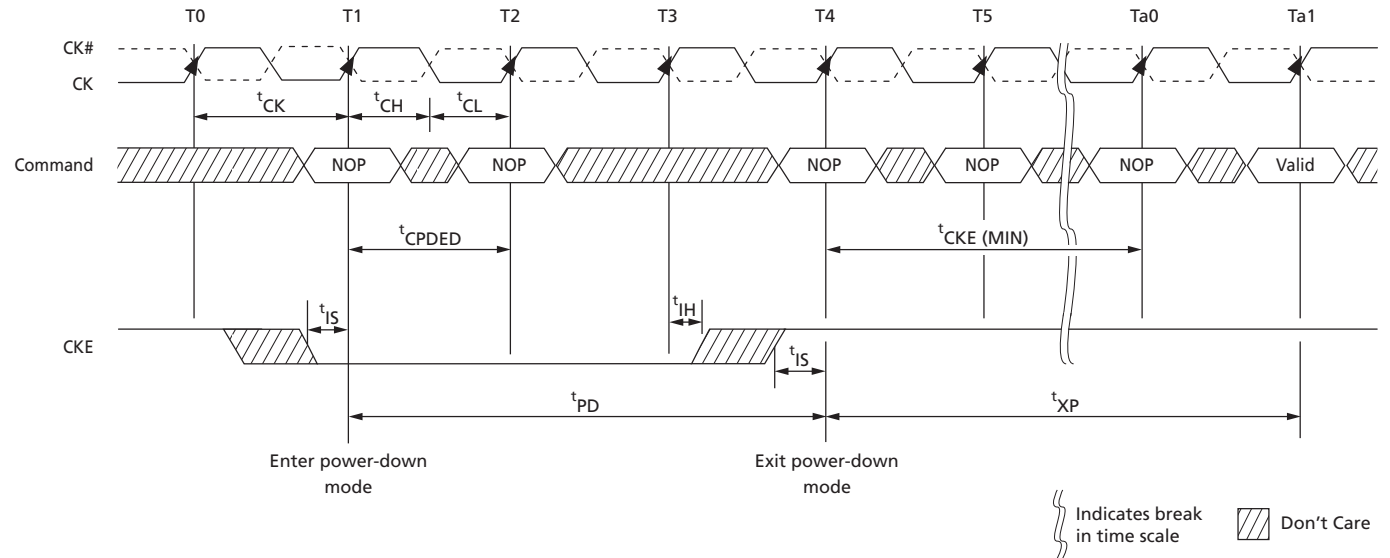 T0 T1 T2 T3 T4 T5 Ta0 Ta1
CK#
CK
tCK tCH tCL
Command NOP NOP NOP NOP NOP Valid
tCPDED tCKE (MIN)
tIS tIH
CKE
tIS
tPD tXP
Enter power-down
mode
Exit power-down
mode
Indicates break
in time scale
Don't Care